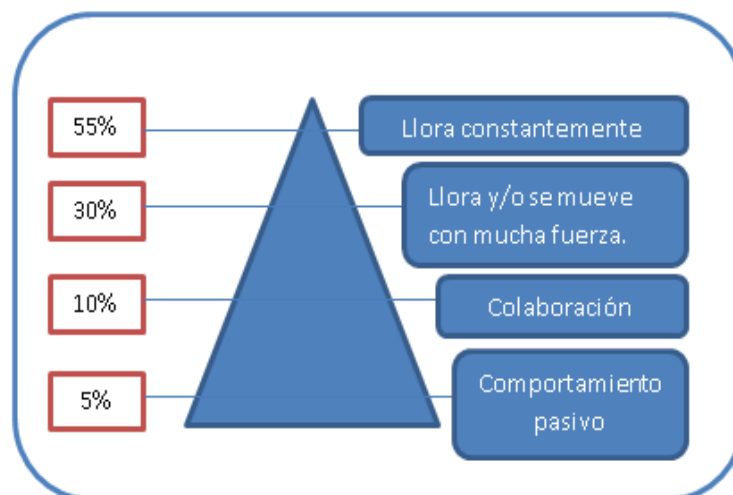 55%
Llora constantemente
30%
Llora y/o se mueve
con mucha fuerza.
10%
Colaboración
5%
Comportamiento
pasivo